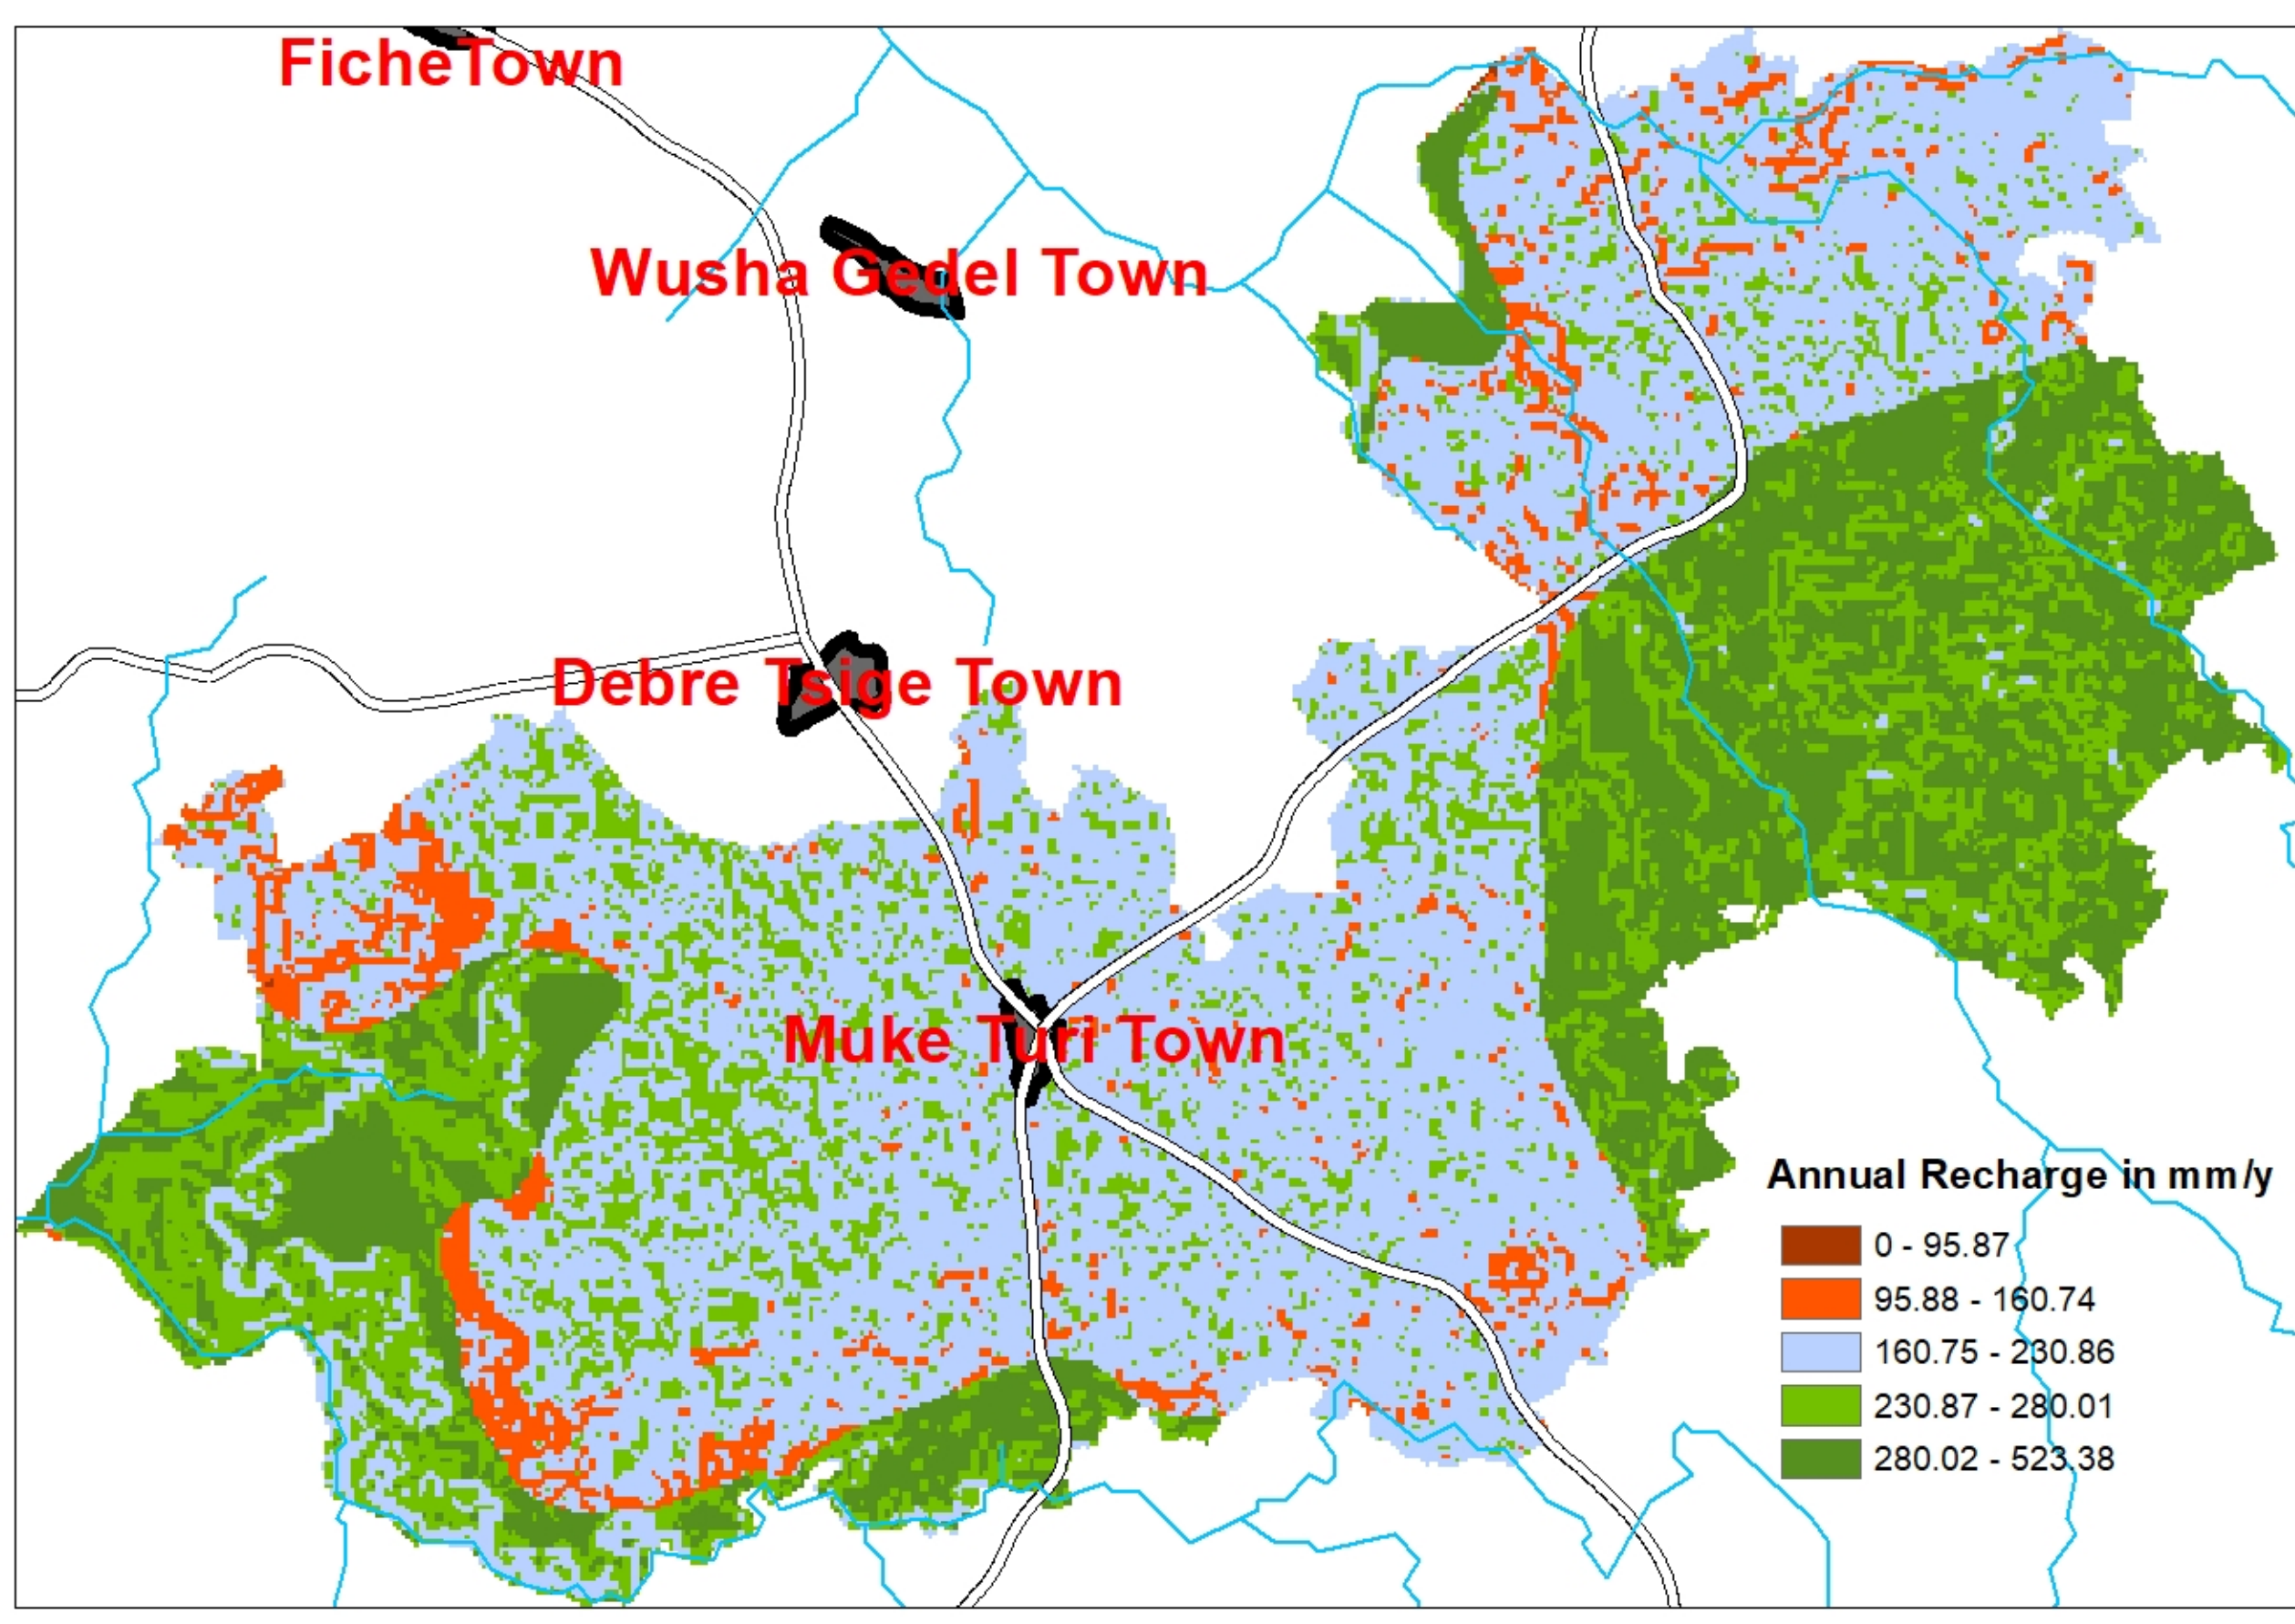 FicheTown
Wusha Gedel Town
Debre Tsige Town
Muke Turi Town
Annual Recharge in mm/y
0 - 95.87
95.88 - 160.74
160.75 - 230.86
230.87 - 280.01
280.02 - 523.38